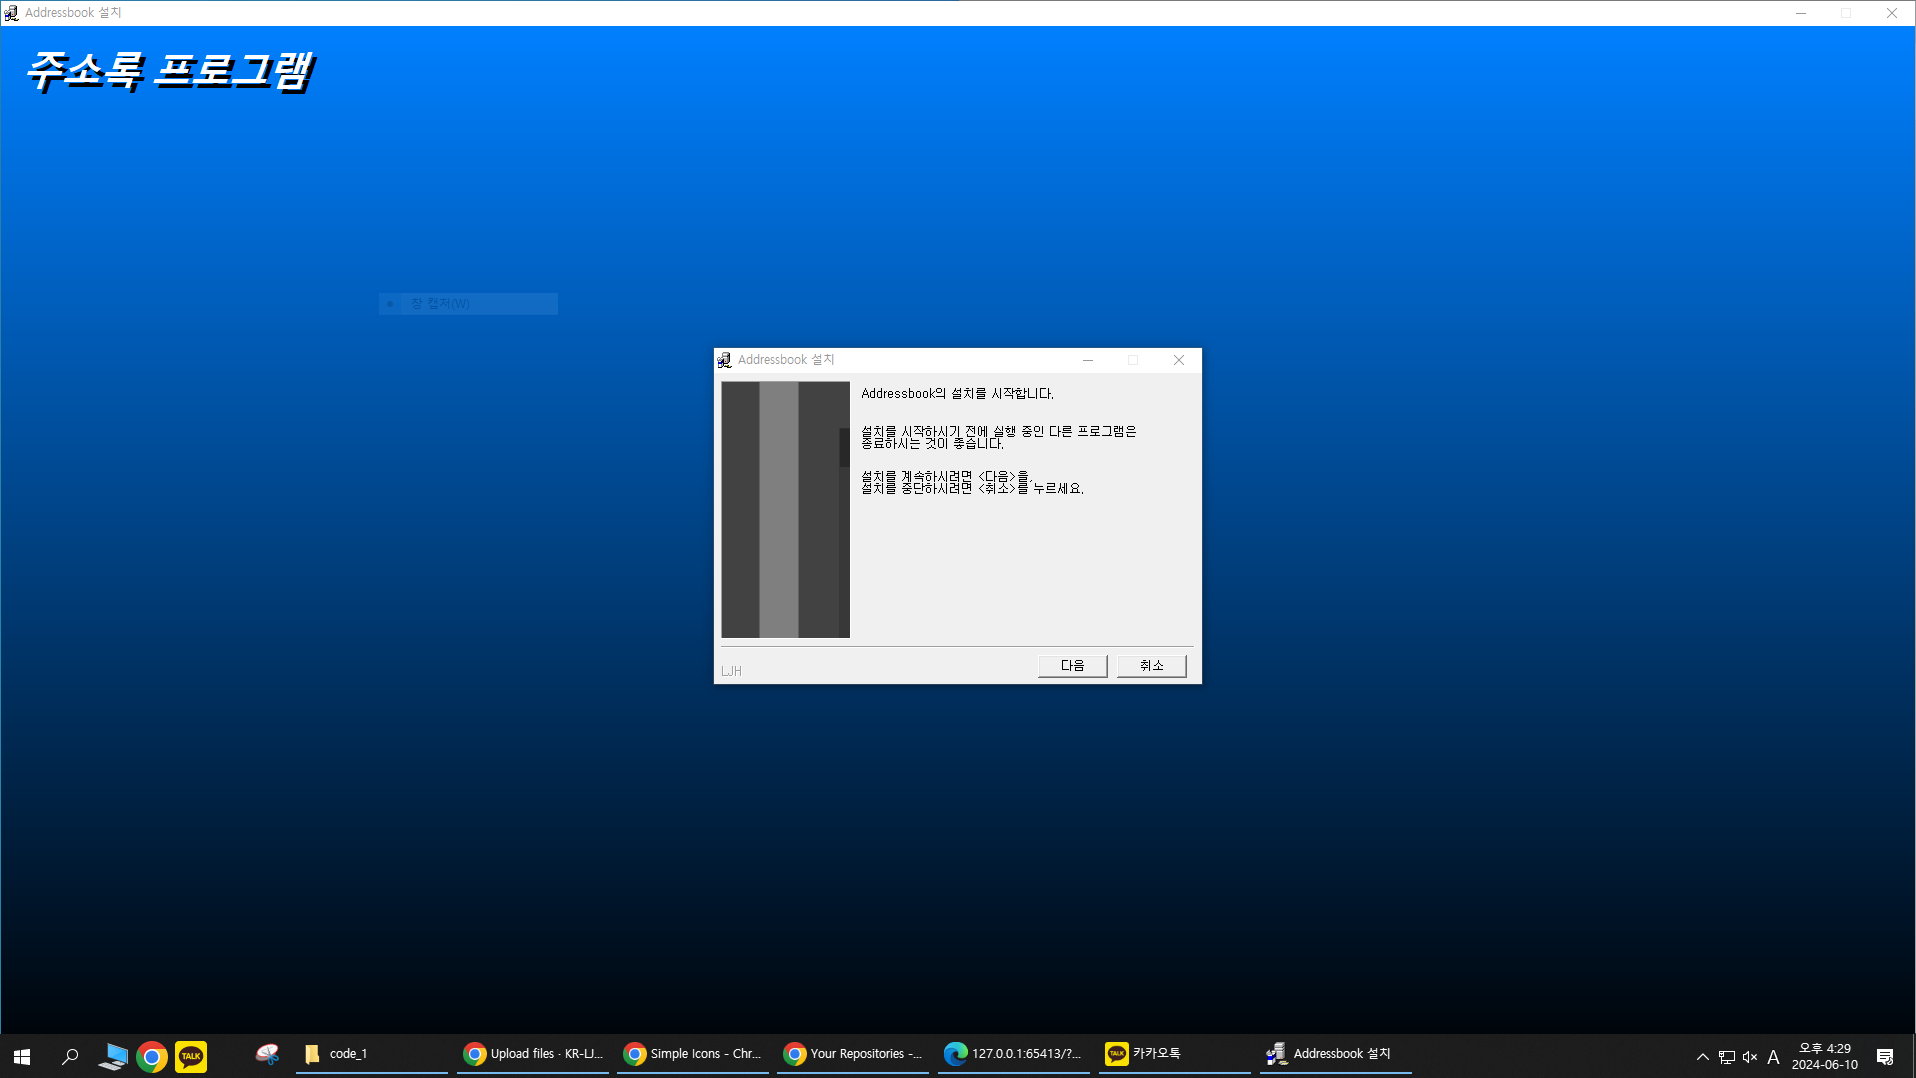 Addressbook 설치
주소록 프로그램
창 캡처(W)
Addressbook 설치
Addressbook의 설치를 시작합니다.
설치를 시작하시기 전에 실행 중인 다른 프로그램은
종료하시는 것이 좋습니다.
설치를 계속하시려면 <다음>을,
설치를 중단하시려면 <취소>를 누르세요.
LJH
다음
취소
code_1
Upload files · KR-LJ...
Simple Icons - Chr...
Your Repositories -...
127.0.0.1:65413/?...
TALK
카카오톡
Addressbook 설치
TALK
A
오후 4:29
2024-06-10